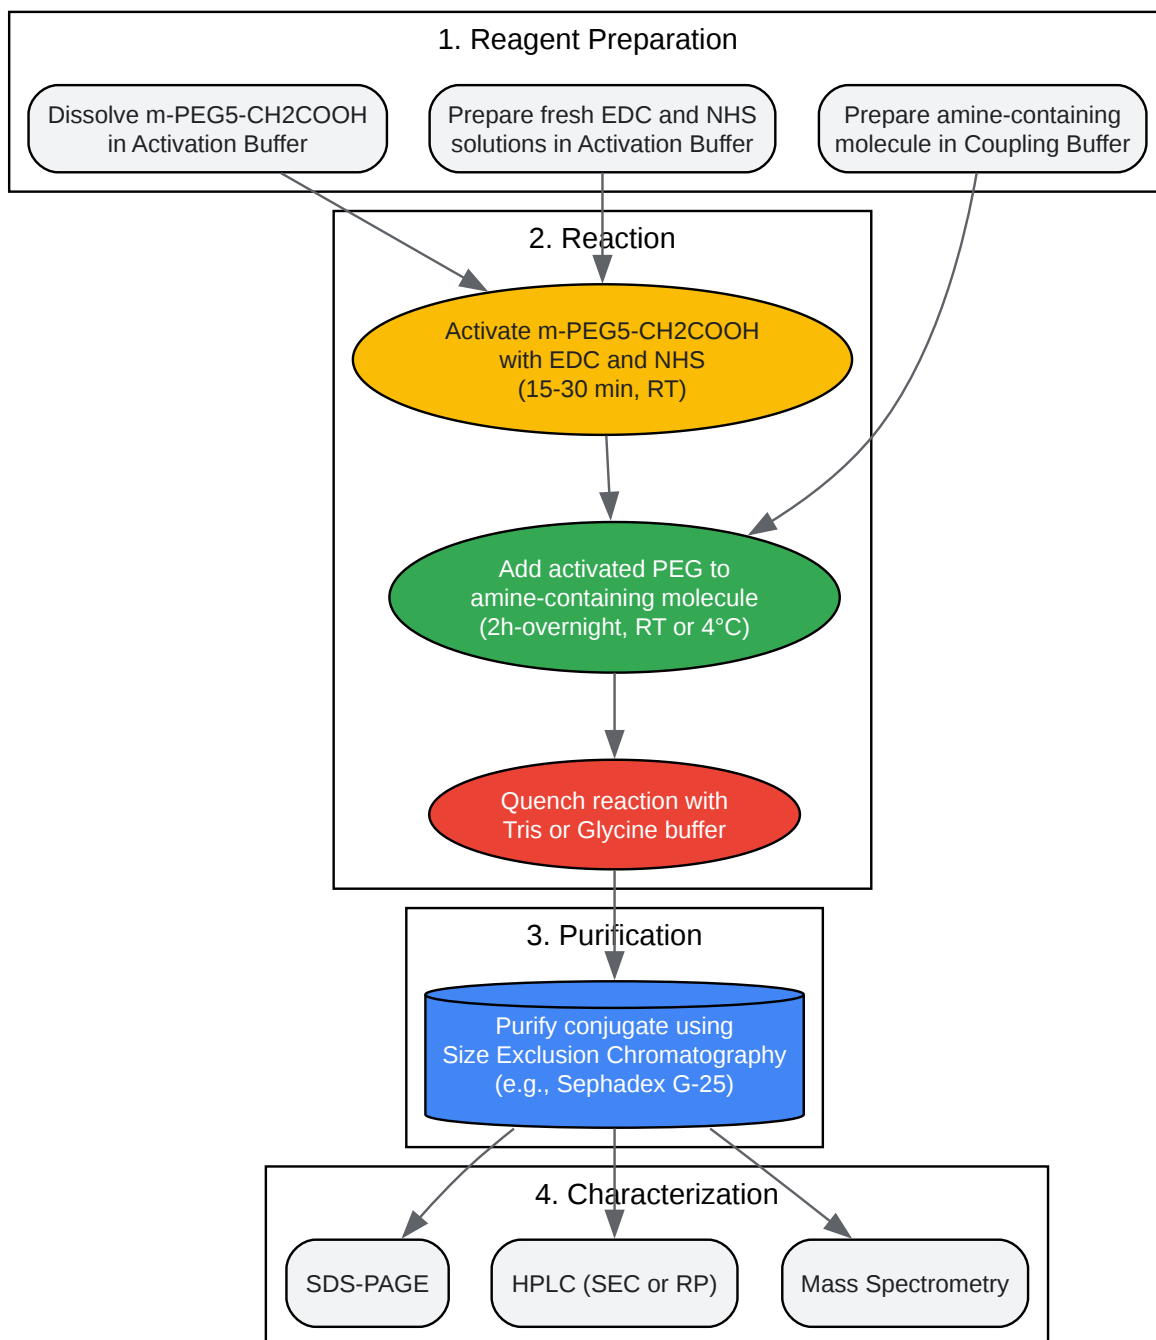 1. Reagent Preparation
Dissolve m-PEG5-CH2COOH
in Activation Buffer
Prepare fresh EDC and NHS
solutions in Activation Buffer
Prepare amine-containing
molecule in Coupling Buffer
2. Reaction
Activate m-PEG5-CH2COOH
with EDC and NHS
(15-30 min, RT)
Add activated PEG to
amine-containing molecule
(2h-overnight, RT or 4°C)
Quench reaction with
Tris or Glycine buffer
3. Purification
Purify conjugate using
Size Exclusion Chromatography
(e.g., Sephadex G-25)
4. Characterization
SDS-PAGE
HPLC (SEC or RP)
Mass Spectrometry